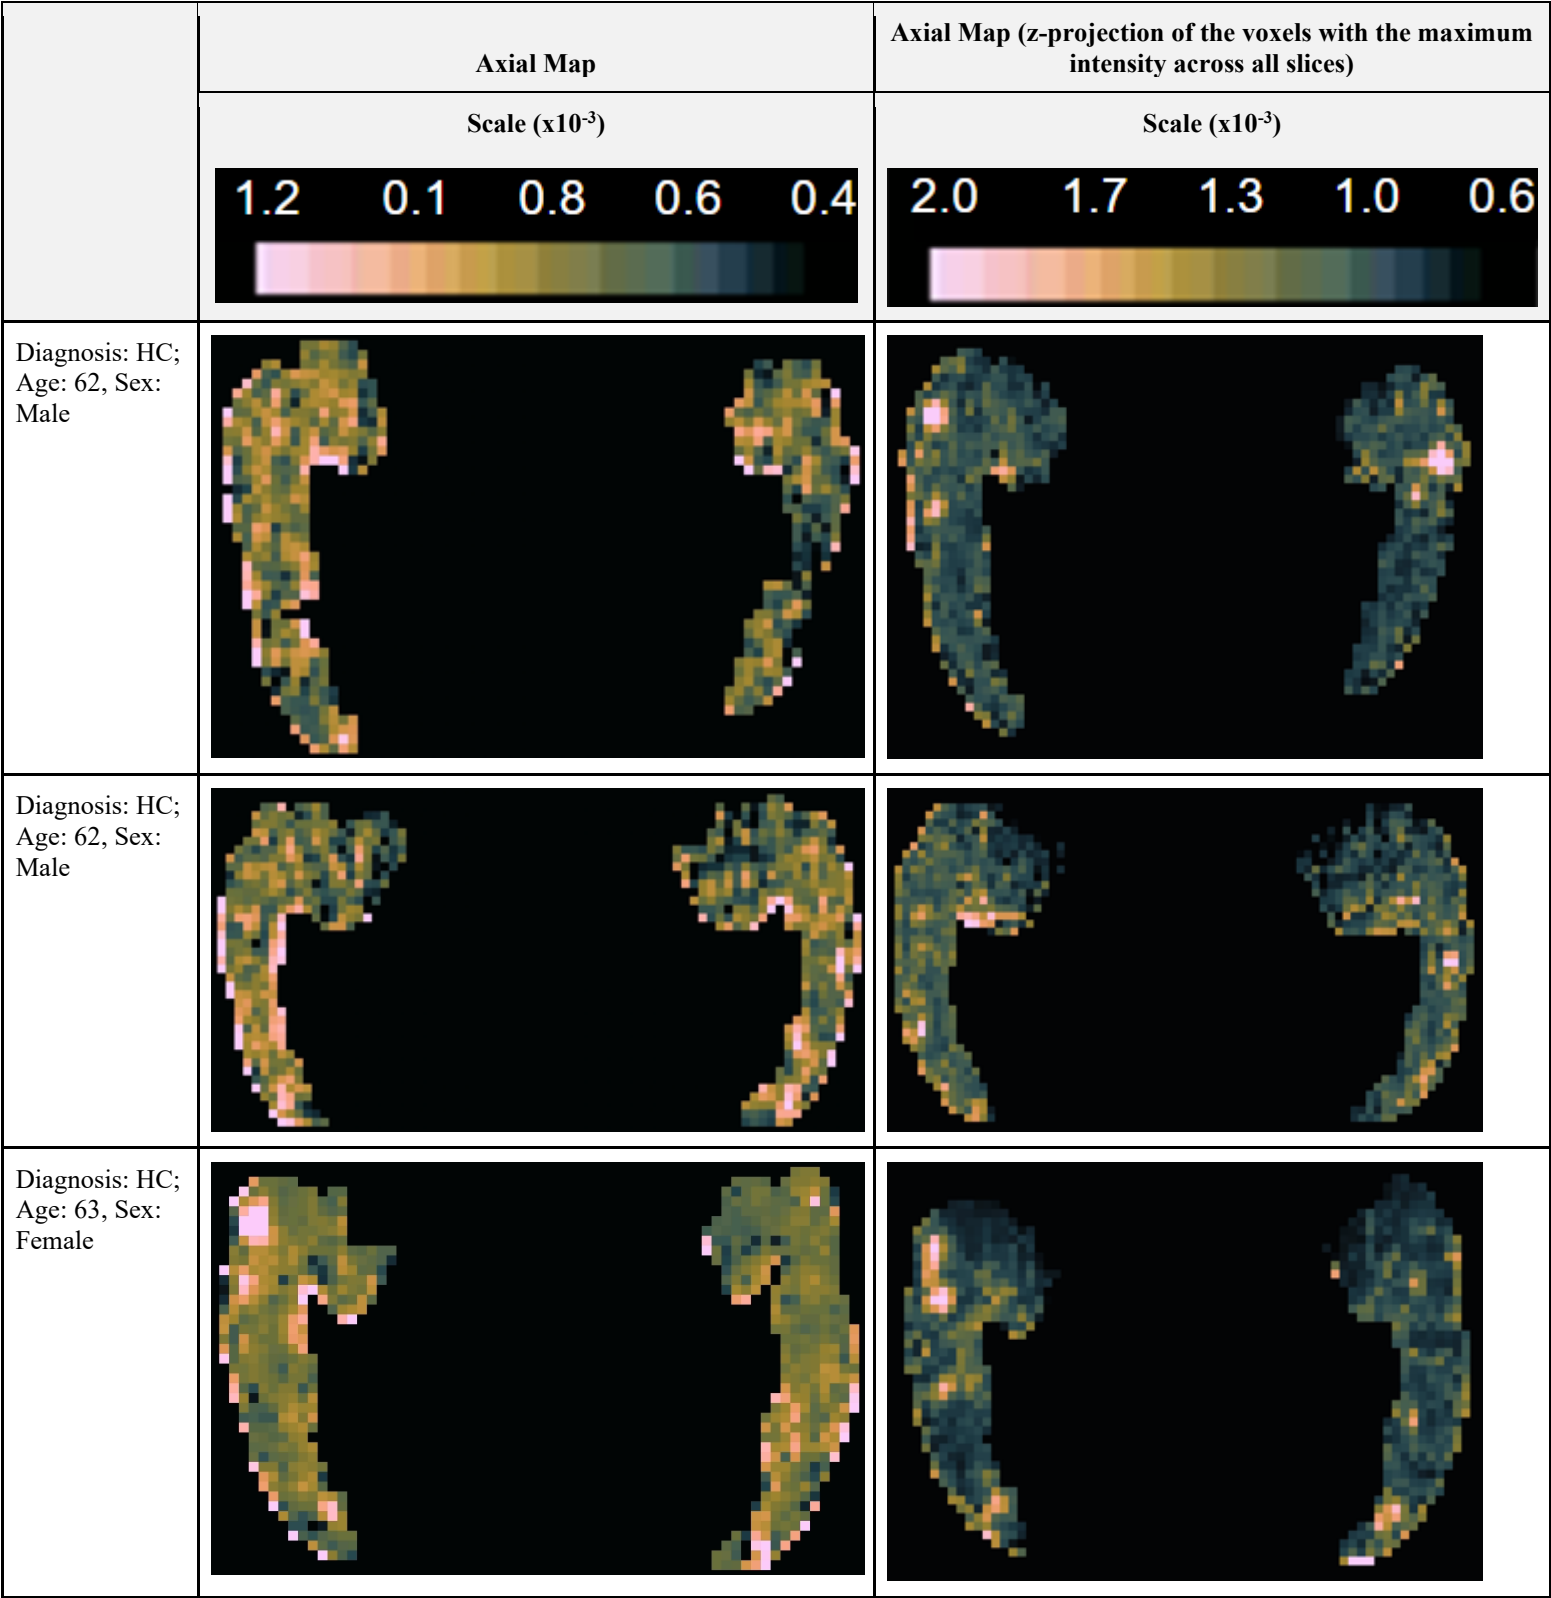 Axial Map
Axial Map (z-projection of the voxels with the maximum
intensity across all slices)
Scale (x10⁻³)
Scale (x10⁻³)
1.2 0.1 0.8 0.6 0.4
2.0 1.7 1.3 1.0 0.6
Diagnosis: HC;
Age: 62, Sex:
Male
Diagnosis: HC;
Age: 62, Sex:
Male
Diagnosis: HC;
Age: 63, Sex:
Female